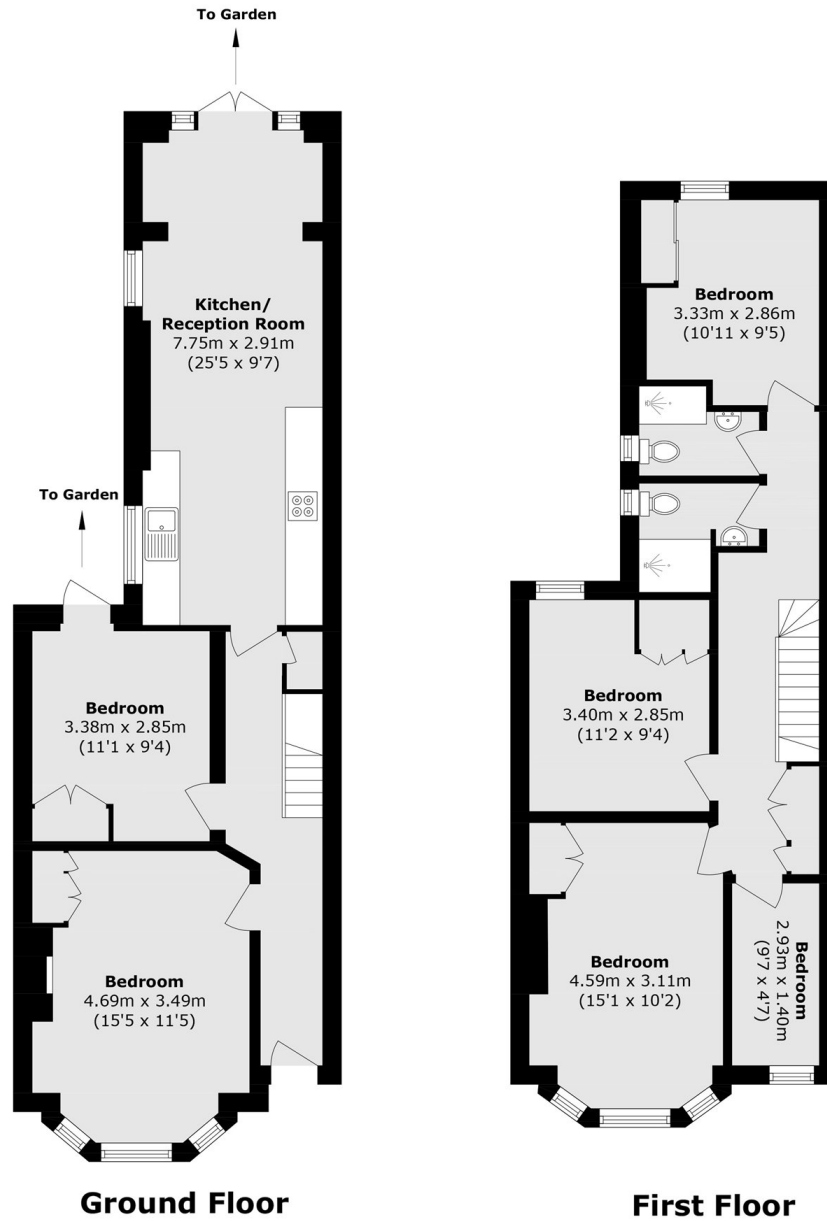 To Garden
Kitchen/
Reception Room
7.75m x 2.91m
(25'5 x 9'7)
To Garden
Bedroom
3.38m x 2.85m
(11'1 x 9'4)
Bedroom
4.69m x 3.49m
(15'5 x 11'5)
Ground Floor
Bedroom
3.33m x 2.86m
(10'11 x 9'5)
Bedroom
3.40m x 2.85m
(11'2 x 9'4)
Bedroom
4.59m x 3.11m
(15'1 x 10'2)
Bedroom
2.93m x 1.40m
(9'7 x 4'7)
First Floor